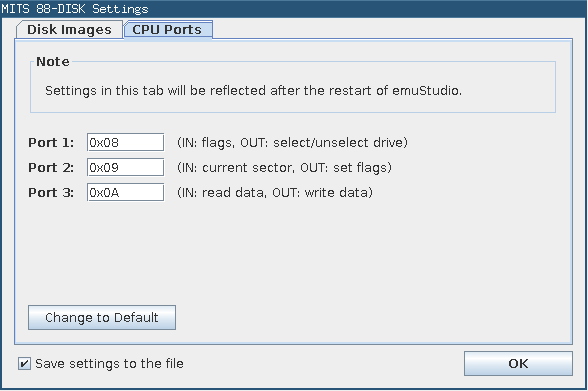 MITS 88-DISK Settings
Disk Images CPU Ports
Note
Settings in this tab will be reflected after the restart of emuStudio.
Port 1: 0x08 (IN: flags, OUT: select/unselect drive)
Port 2: 0x09 (IN: current sector, OUT: set flags)
Port 3: 0x0A (IN: read data, OUT: write data)
Change to Default
Save settings to the file OK